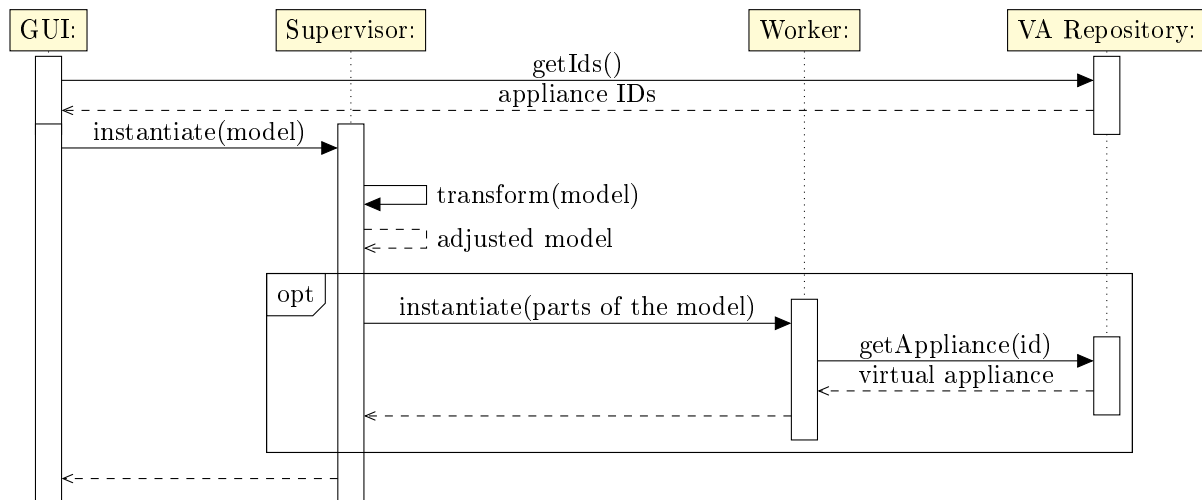 GUI:
Supervisor:
Worker:
VA Repository:
getIds()
appliance IDs
instantiate(model)
transform(model)
adjusted model
opt
instantiate(parts of the model)
getAppliance(id)
virtual appliance